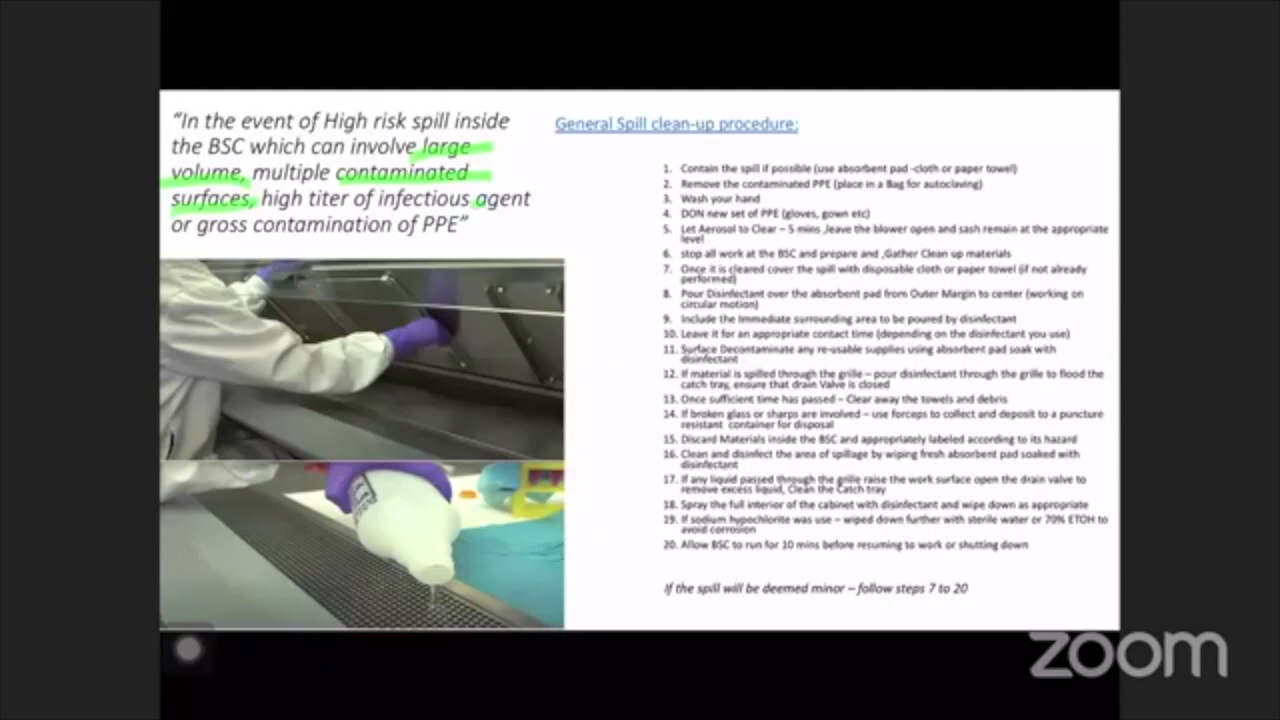 “In the event of High risk spill inside
the BSC which can involve large
volume, multiple contaminated
surfaces, high titer of infectious agent
or gross contamination of PPE”
General Spill clean-up procedure:
1. Contain the spill if possible (use absorbent pad -cloth or paper towel)
2. Remove the contaminated PPE (place in a Bag for autoclaving)
3. Wash your hand
4. DON new set of PPE (gloves, gown etc)
5. Let Aerosol to Clear – 5 mins ,leave the blower open and sash remain at the appropriate
level
6. stop all work at the BSC and prepare and ,Gather Clean up materials
7. Once it is cleared cover the spill with disposable cloth or paper towel (if not already
performed)
8. Pour Disinfectant over the absorbent pad from Outer Margin to center (working on
circular motion)
9. Include the Immediate surrounding area to be poured by disinfectant
10. Leave it for an appropriate contact time (depending on the disinfectant you use)
11. Surface Decontaminate any re-usable supplies using absorbent pad soak with
disinfectant
12. If material is spilled through the grille – pour disinfectant through the grille to flood the
catch tray, ensure that drain Valve is closed
13. Once sufficient time has passed – Clear away the towels and debris
14. If broken glass or sharps are involved – use forceps to collect and deposit to a puncture
resistant container for disposal
15. Discard Materials inside the BSC and appropriately labeled according to its hazard
16. Clean and disinfect the area of spillage by wiping fresh absorbent pad soaked with
disinfectant
17. If any liquid passed through the grille raise the work surface open the drain valve to
remove excess liquid, Clean the Catch tray
18. Spray the full interior of the cabinet with disinfectant and wipe down as appropriate
19. If sodium hypochlorite was use – wiped down further with sterile water or 70% ETOH to
avoid corrosion
20. Allow BSC to run for 10 mins before resuming to work or shutting down
If the spill will be deemed minor – follow steps 7 to 20
zoom